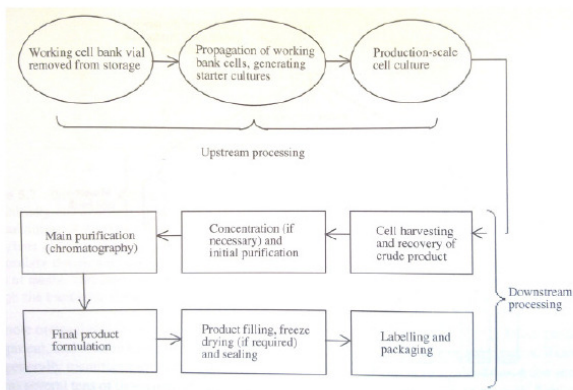 Working cell bank vial
removed from storage
Propagation of working
bank cells, generating
starter cultures
Production-scale
cell culture
Upstream processing
Main purification
(chromatography)
Concentration (if
necessary) and
initial purification
Cell harvesting
and recovery of
crude product
Downstream
processing
Final product
formulation
Product filling, freeze
drying (if required)
and sealing
Labelling and
packaging